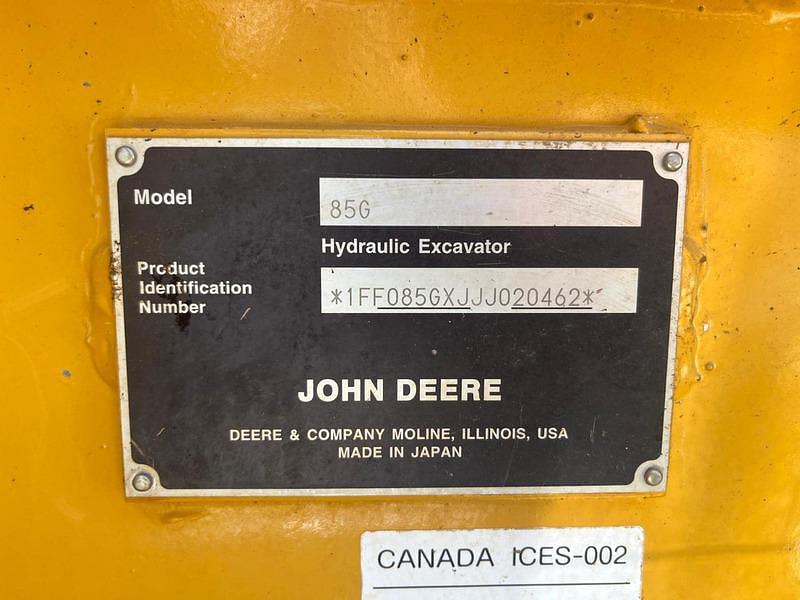 Model
85G
Hydraulic Excavator
Product
Identification
Number
*1FF085GXJJJ020462*
JOHN DEERE
DEERE & COMPANY MOLINE, ILLINOIS, USA
MADE IN JAPAN
CANADA ICES-002